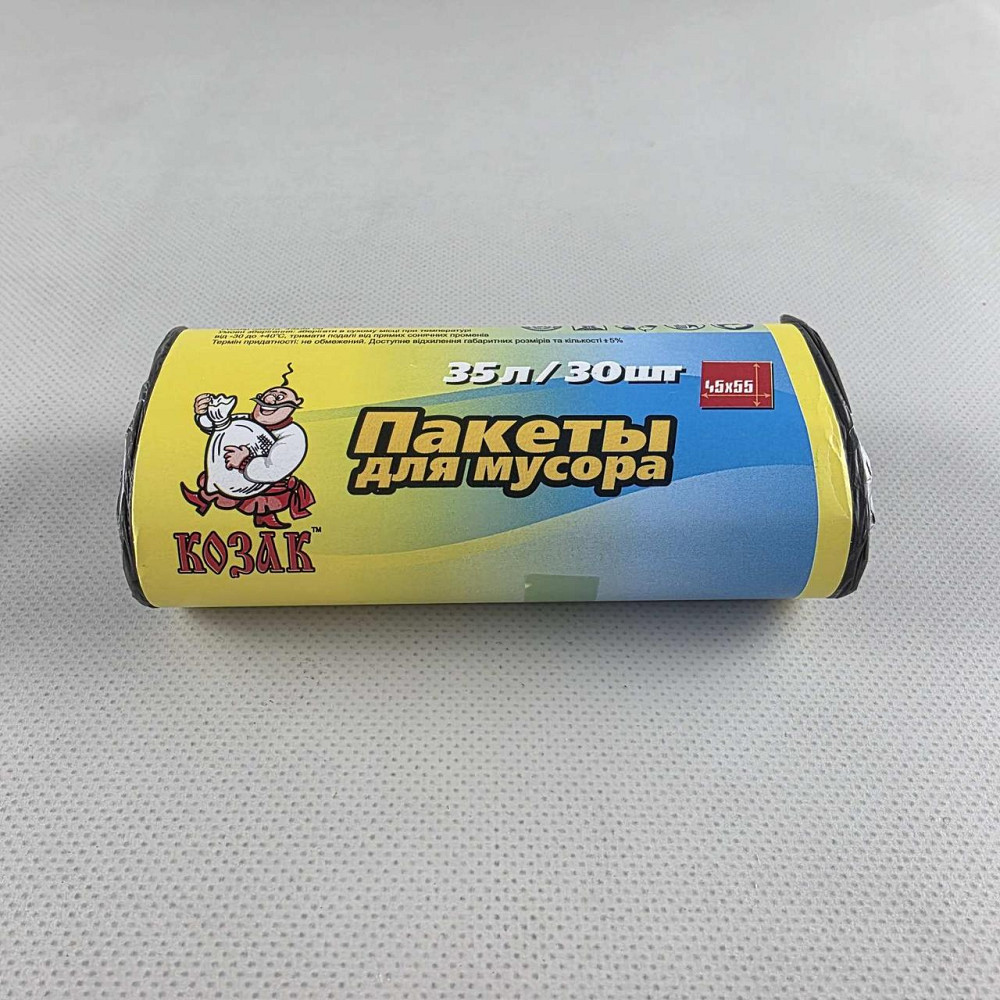 Умови зберігання: зберігати в сухому місці при температурі
від -30 до +40°С, тримати подалі від прямих сонячних променів
Термін придатності: не обмежений. Доступне відхилення габаритних розмірів та кількості ±5%
35л/30шт
45x55
Пакеты
для мусора
КОЗАК™